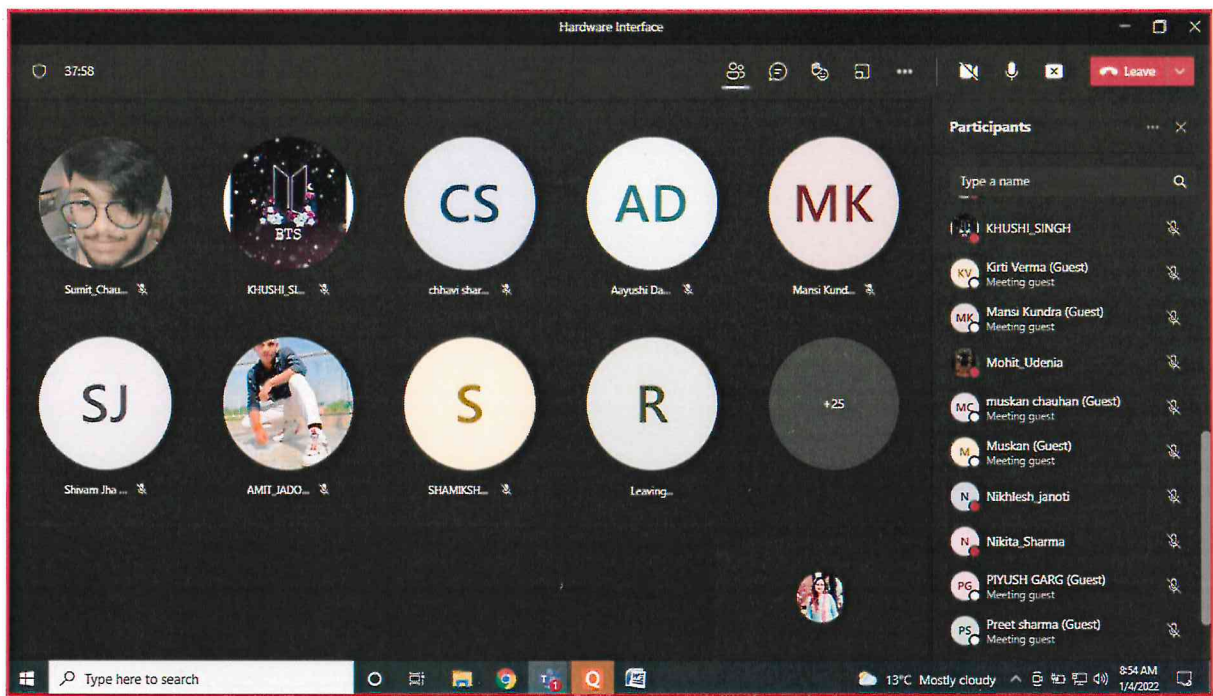 Hardware Interface
37:58
Leave
Participants
Type a name
BTS
CS
AD
MK
Sumit_Chau...
KHUSHI_SI...
chhavi shar...
Aayushi Da...
Mansi Kund...
SJ
S
R
+25
Shivam Jha ...
AMIT_JADO...
SHAMIKSH...
Leaving...
KHUSHI_SINGH
KV
Kirti Verma (Guest)
Meeting guest
MK
Mansi Kundra (Guest)
Meeting guest
Mohit_Udenia
MC
muskan chauhan (Guest)
Meeting guest
M
Muskan (Guest)
Meeting guest
N
Nikhlesh_janoti
N
Nikita_Sharma
PG
PIYUSH GARG (Guest)
Meeting guest
PS
Preet sharma (Guest)
Meeting guest
Type here to search
13°C Mostly cloudy
8:54 AM
1/4/2022